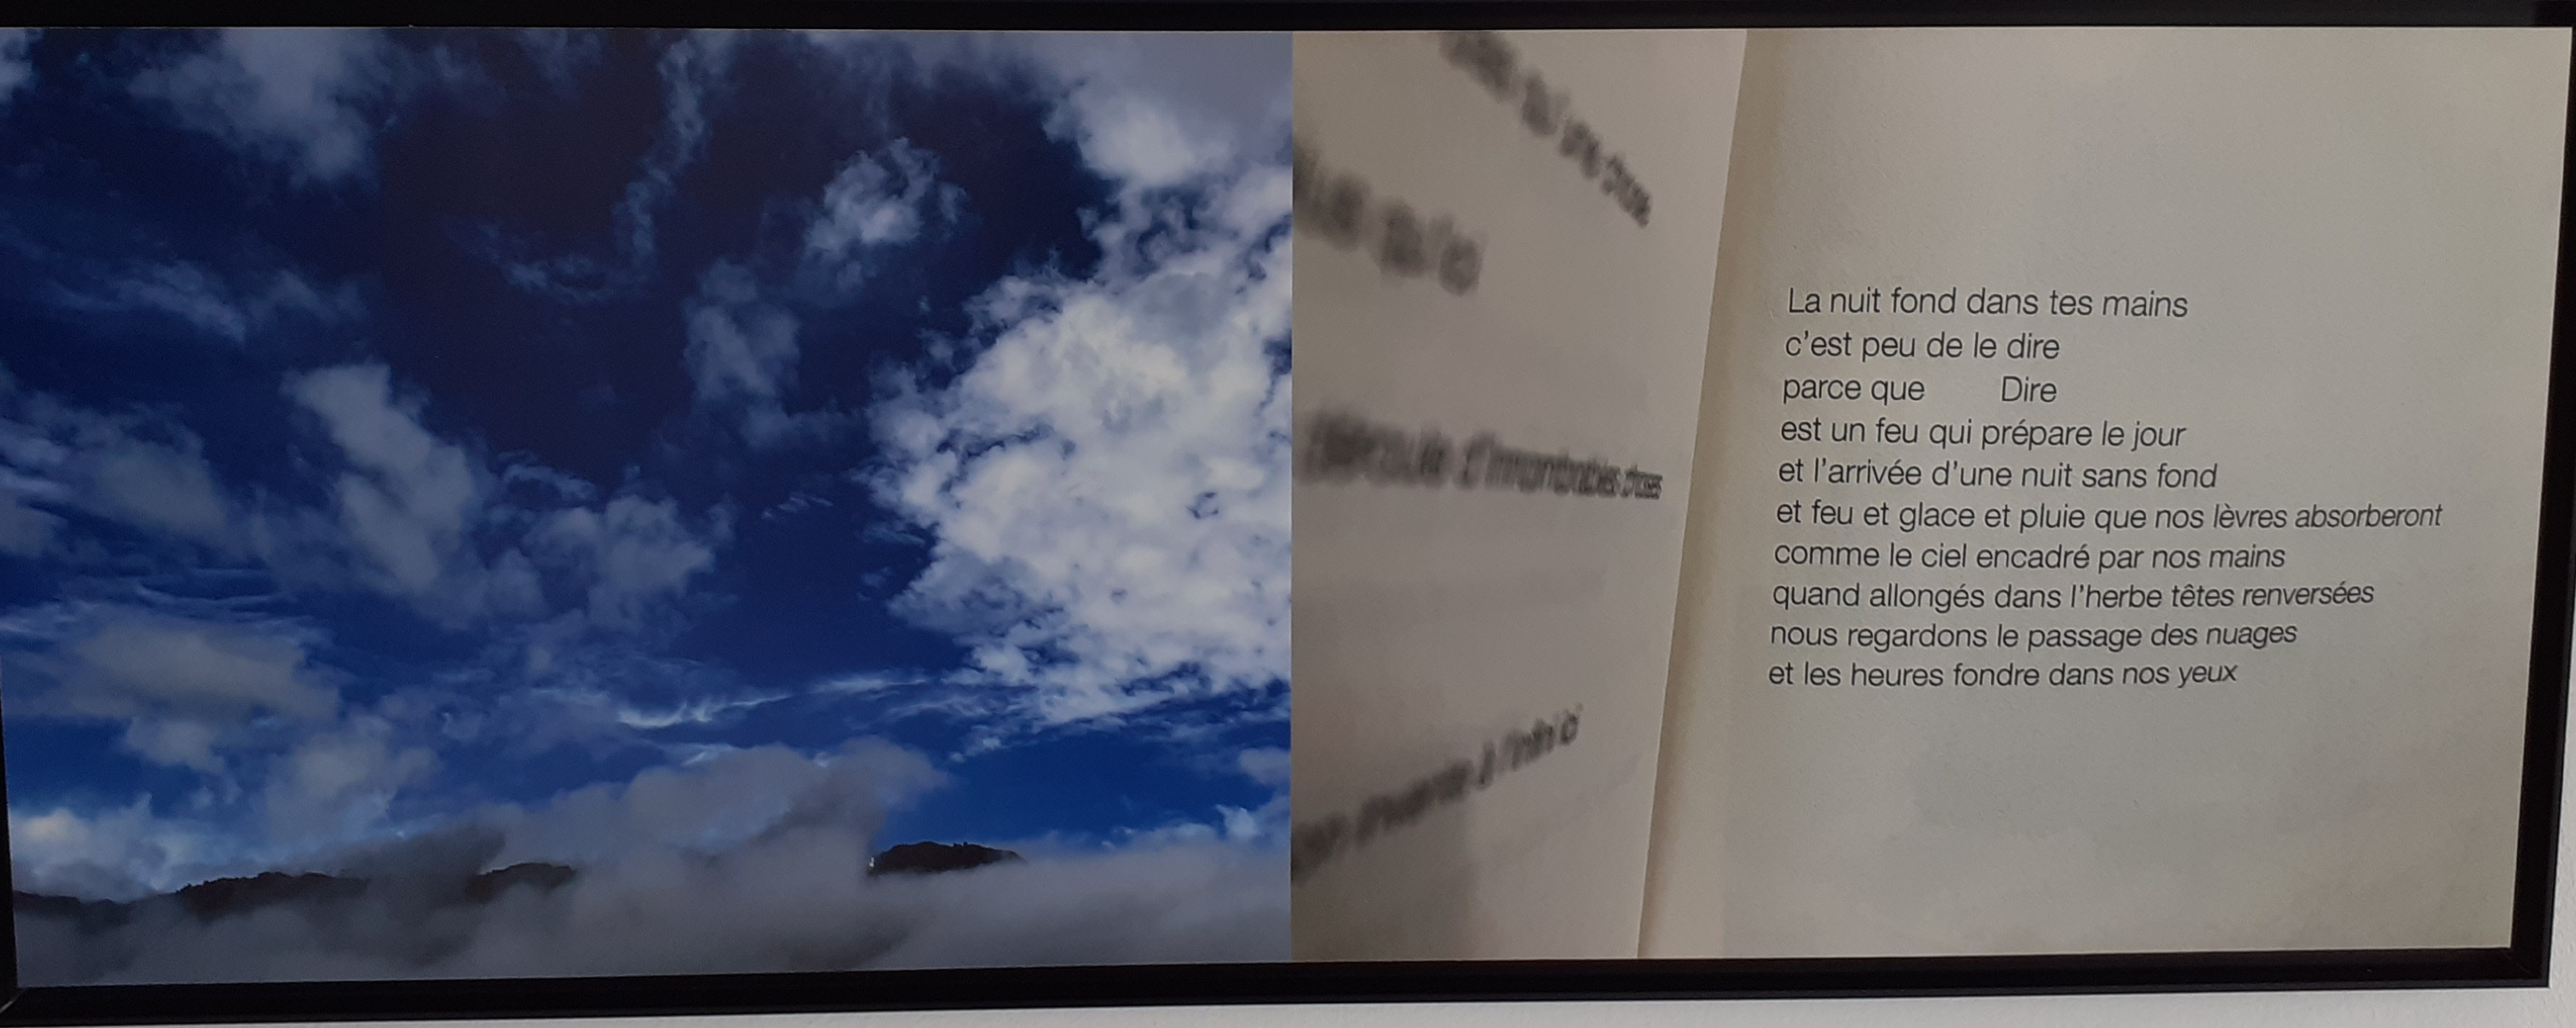 La nuit fond dans tes mains
c'est peu de le dire
parce que Dire
est un feu qui prépare le jour
et l'arrivée d'une nuit sans fond
et feu et glace et pluie que nos lèvres absorberont
comme le ciel encadré par nos mains
quand allongés dans l'herbe têtes renversées
nous regardons le passage des nuages
et les heures fondre dans nos yeux